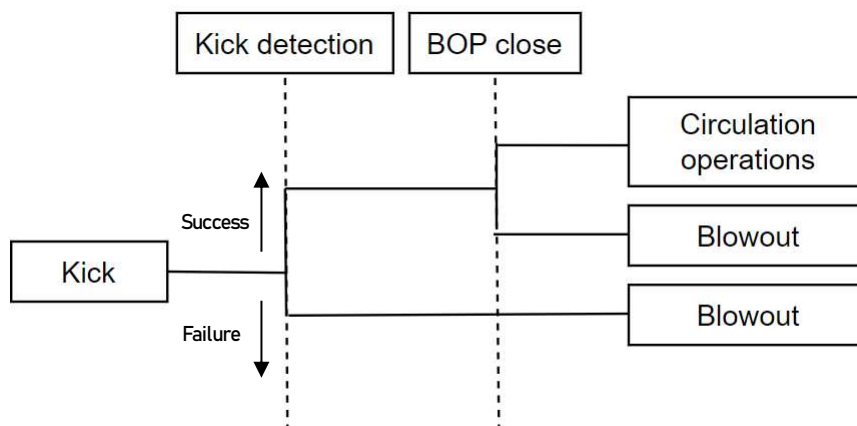 Kick detection
BOP close
Circulation
operations
Success
Blowout
Kick
Blowout
Failure